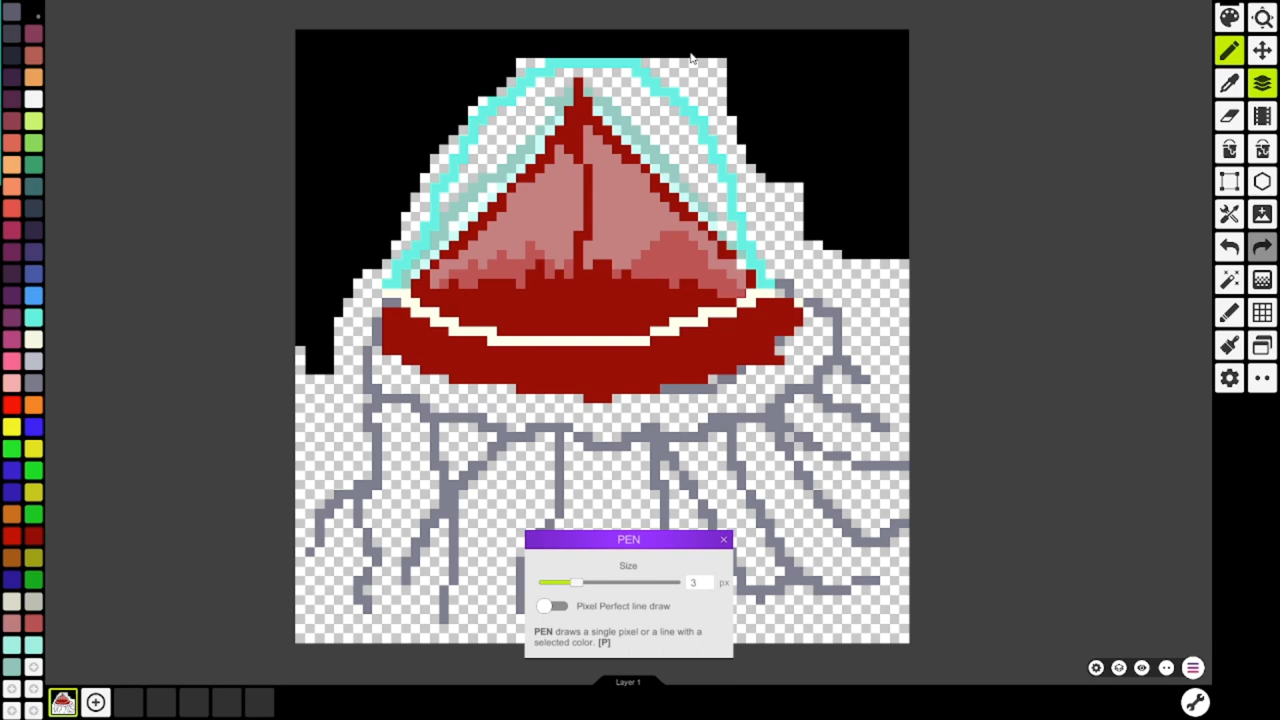 PEN
Size
3 px
Pixel Perfect line draw
PEN draws a single pixel or a line with a
selected color. [P]
Layer 1